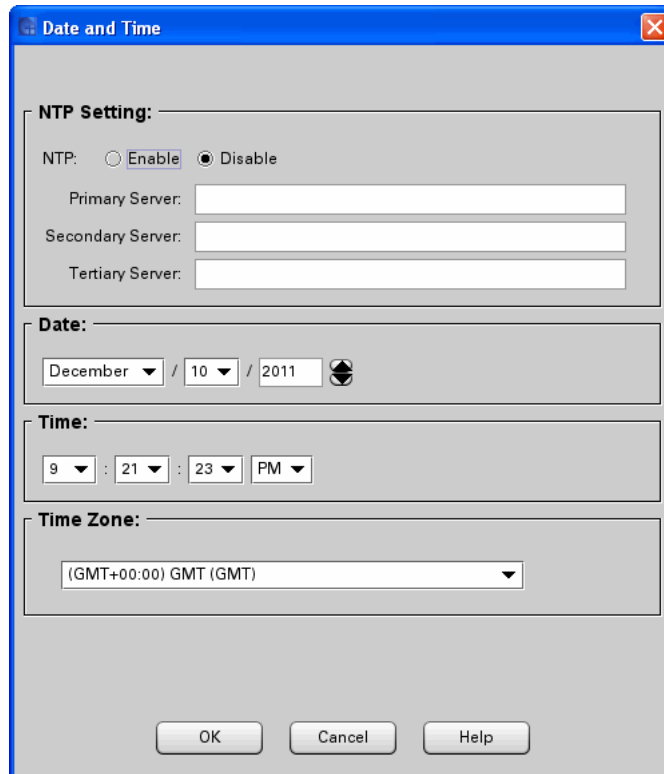 Date and Time
NTP Setting:
NTP: Enable Disable
Primary Server:
Secondary Server:
Tertiary Server:
Date:
December / 10 / 2011
Time:
9 : 21 : 23 PM
Time Zone:
(GMT+00:00) GMT (GMT)
OK Cancel Help